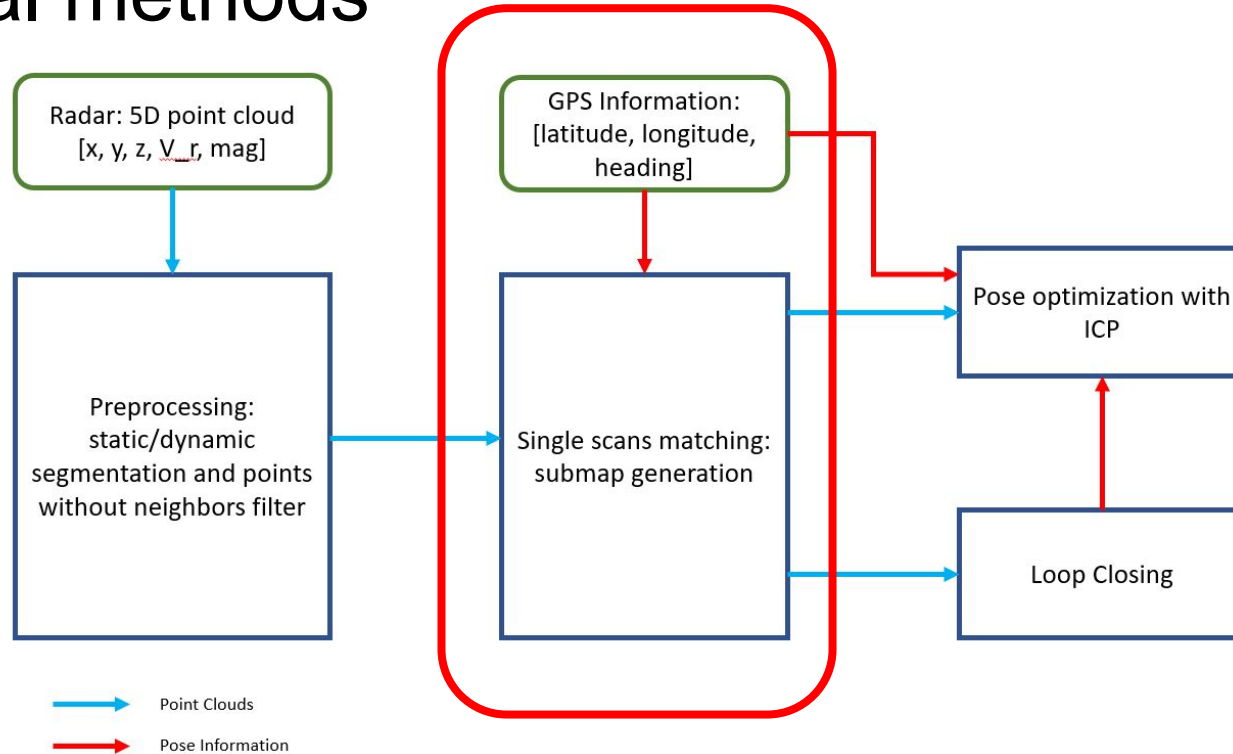 al methods
Radar: 5D point cloud
[x, y, z, V_r, mag]
GPS Information:
[latitude, longitude,
heading]
Preprocessing:
static/dynamic
segmentation and points
without neighbors filter
Single scans matching:
submap generation
Pose optimization with
ICP
Loop Closing
Point Clouds
Pose Information